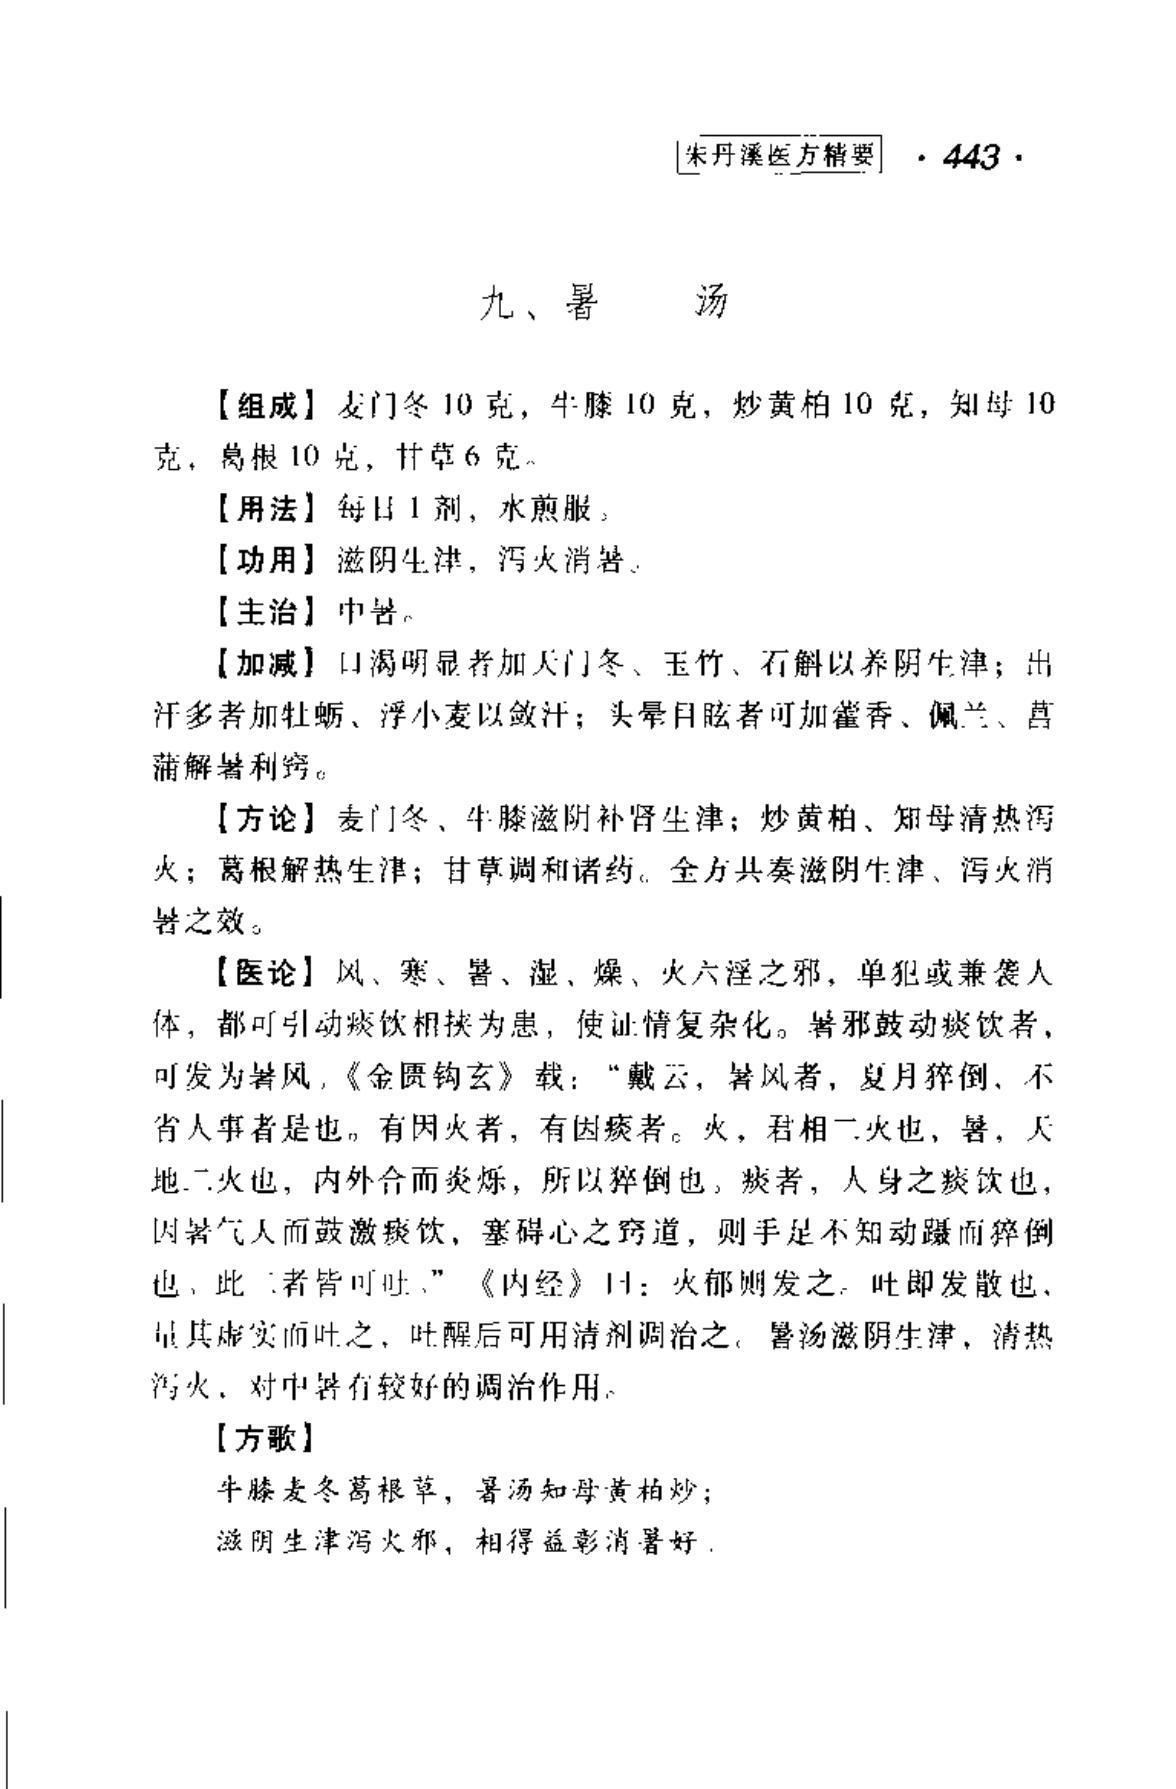 朱丹溪医方精要 · 443 ·
九、暑 汤
【组成】麦门冬 10 克，牛膝 10 克，炒黄柏 10 克，知母 10
克，葛根 10 克，甘草 6 克。
【用法】每日 1 剂，水煎服。
【功用】滋阴生津，泻火消暑。
【主治】中暑。
【加减】口渴明显者加天门冬、玉竹、石斛以养阴生津；出
汗多者加牡蛎、浮小麦以敛汗；头晕目眩者可加藿香、佩兰、菖
蒲解暑利窍。
【方论】麦门冬、牛膝滋阴补肾生津；炒黄柏、知母清热泻
火；葛根解热生津；甘草调和诸药。全方共奏滋阴生津、泻火消
暑之效。
【医论】风、寒、暑、湿、燥、火六淫之邪，单犯或兼袭人
体，都可引动痰饮相挟为患，使证情复杂化。暑邪鼓动痰饮者，
可发为暑风，《金匮钩玄》载：“戴云，暑风者，夏月猝倒，不
省人事者是也。有因火者，有因痰者。火，君相二火也，暑，天
地二火也，内外合而炎烁，所以猝倒也。痰者，人身之痰饮也，
因暑气入而鼓激痰饮，塞碍心之窍道，则手足不知动蹑而猝倒
也，此二者皆可吐。”《内经》曰：火郁则发之。吐即发散也，
量其虚实而吐之，吐醒后可用清剂调治之。暑汤滋阴生津，清热
泻火，对中暑有较好的调治作用。
【方歌】
牛膝麦冬葛根草，暑汤知母黄柏炒；
滋阴生津泻火邪，相得益彰消暑好．